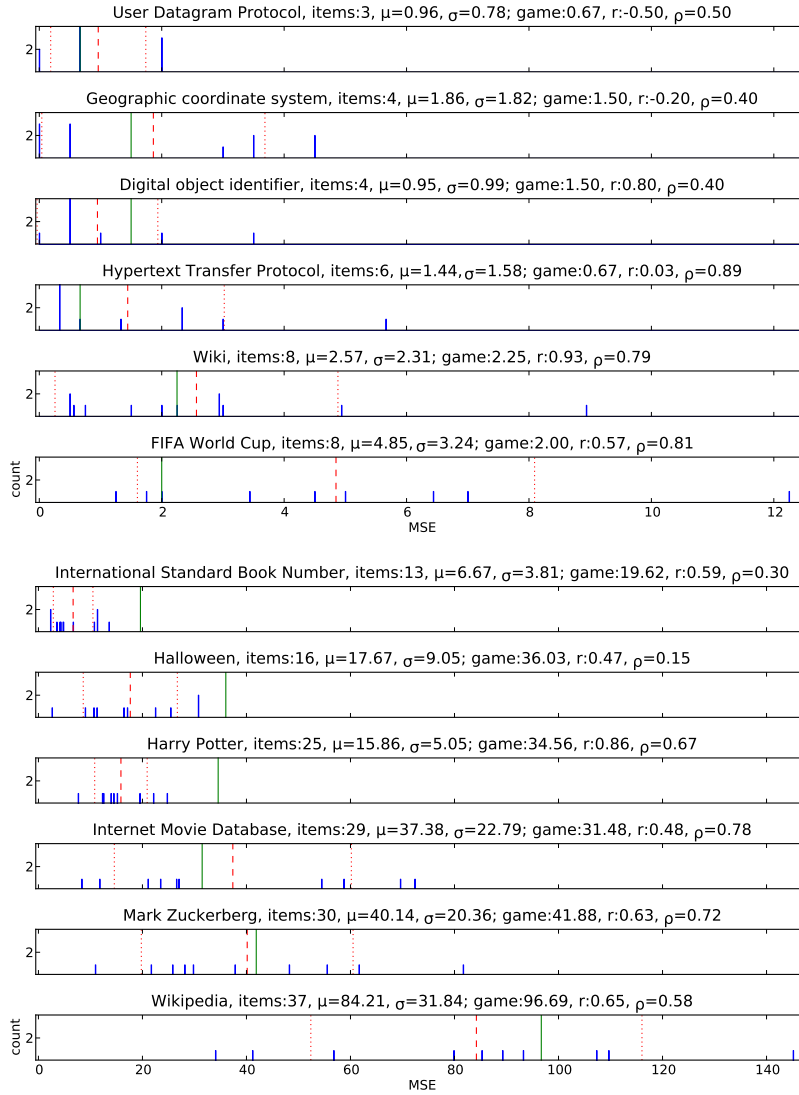 User Datagram Protocol, items:3, μ=0.96, σ=0.78; game:0.67, r:-0.50, ρ=0.50
2
Geographic coordinate system, items:4, μ=1.86, σ=1.82; game:1.50, r:-0.20, ρ=0.40
2
Digital object identifier, items:4, μ=0.95, σ=0.99; game:1.50, r:0.80, ρ=0.40
2
Hypertext Transfer Protocol, items:6, μ=1.44, σ=1.58; game:0.67, r:0.03, ρ=0.89
2
Wiki, items:8, μ=2.57, σ=2.31; game:2.25, r:0.93, ρ=0.79
2
FIFA World Cup, items:8, μ=4.85, σ=3.24; game:2.00, r:0.57, ρ=0.81
2
count
0 2 4 6 8 10 12
MSE
International Standard Book Number, items:13, μ=6.67, σ=3.81; game:19.62, r:0.59, ρ=0.30
2
Halloween, items:16, μ=17.67, σ=9.05; game:36.03, r:0.47, ρ=0.15
2
Harry Potter, items:25, μ=15.86, σ=5.05; game:34.56, r:0.86, ρ=0.67
2
Internet Movie Database, items:29, μ=37.38, σ=22.79; game:31.48, r:0.48, ρ=0.78
2
Mark Zuckerberg, items:30, μ=40.14, σ=20.36; game:41.88, r:0.63, ρ=0.72
2
Wikipedia, items:37, μ=84.21, σ=31.84; game:96.69, r:0.65, ρ=0.58
2
count
0 20 40 60 80 100 120 140
MSE